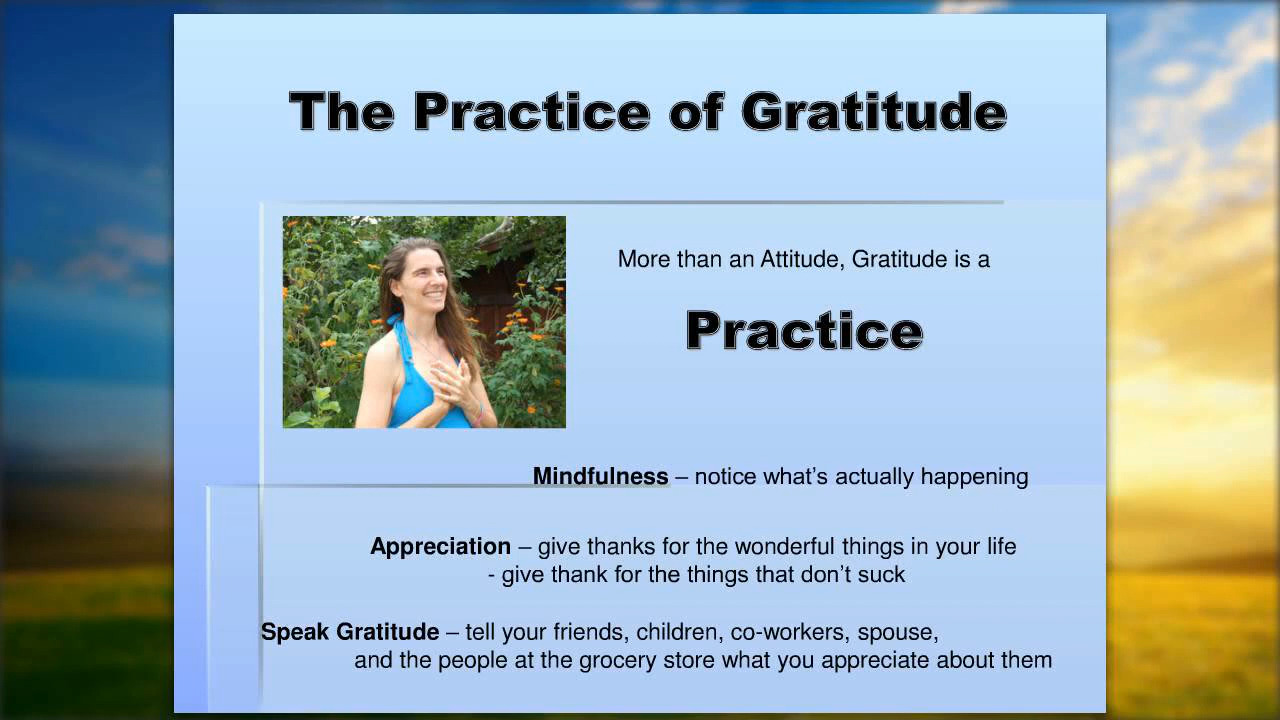 The Practice of Gratitude
More than an Attitude, Gratitude is a
Practice
Mindfulness – notice what’s actually happening
Appreciation – give thanks for the wonderful things in your life
- give thank for the things that don’t suck
Speak Gratitude – tell your friends, children, co-workers, spouse,
and the people at the grocery store what you appreciate about them